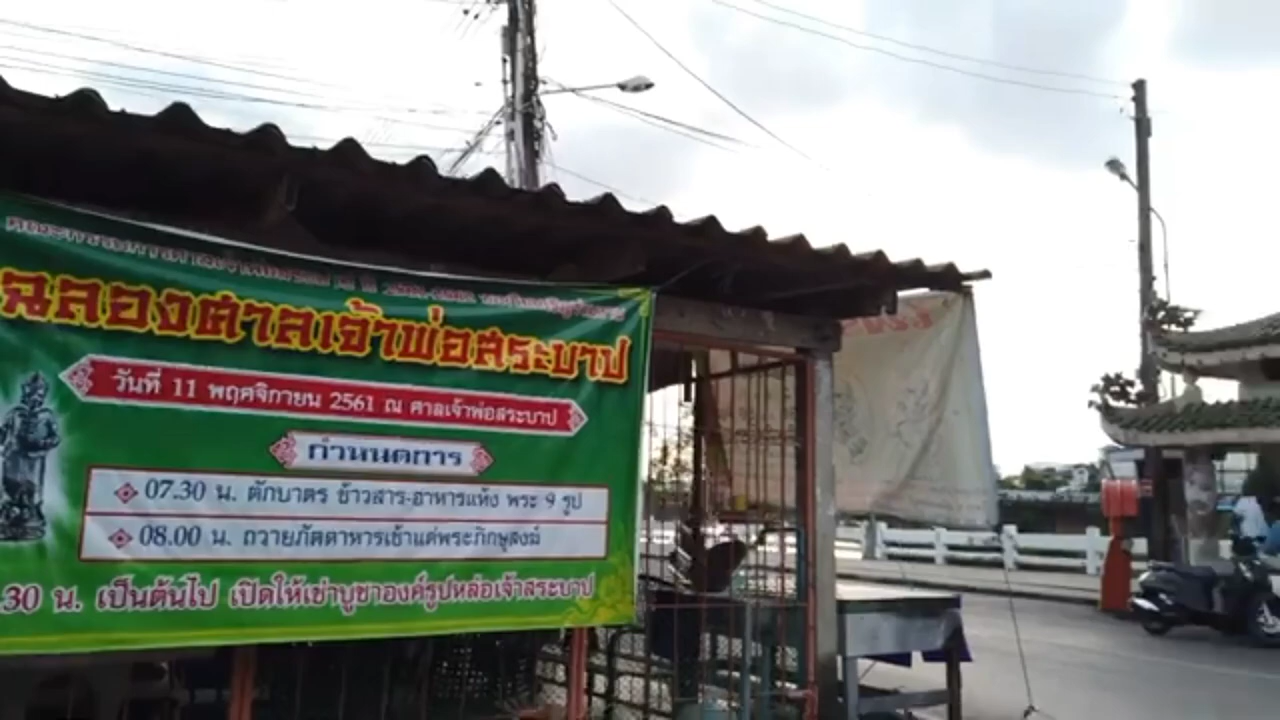 ฉลองศาลเจ้าพ่อสระบาป
วันที่ 11 พฤศจิกายน 2561 ณ ศาลเจ้าพ่อสระบาป
กำหนดการ
07.30 น. ตักบาตร ข้าวสาร-อาหารแห้ง พระ 9 รูป
08.00 น. ถวายภัตตาหารเช้าแด่พระภิกษุสงฆ์
.30 น. เป็นต้นไป เปิดให้เช่าบูชาองค์รูปหล่อเจ้าสระบาป